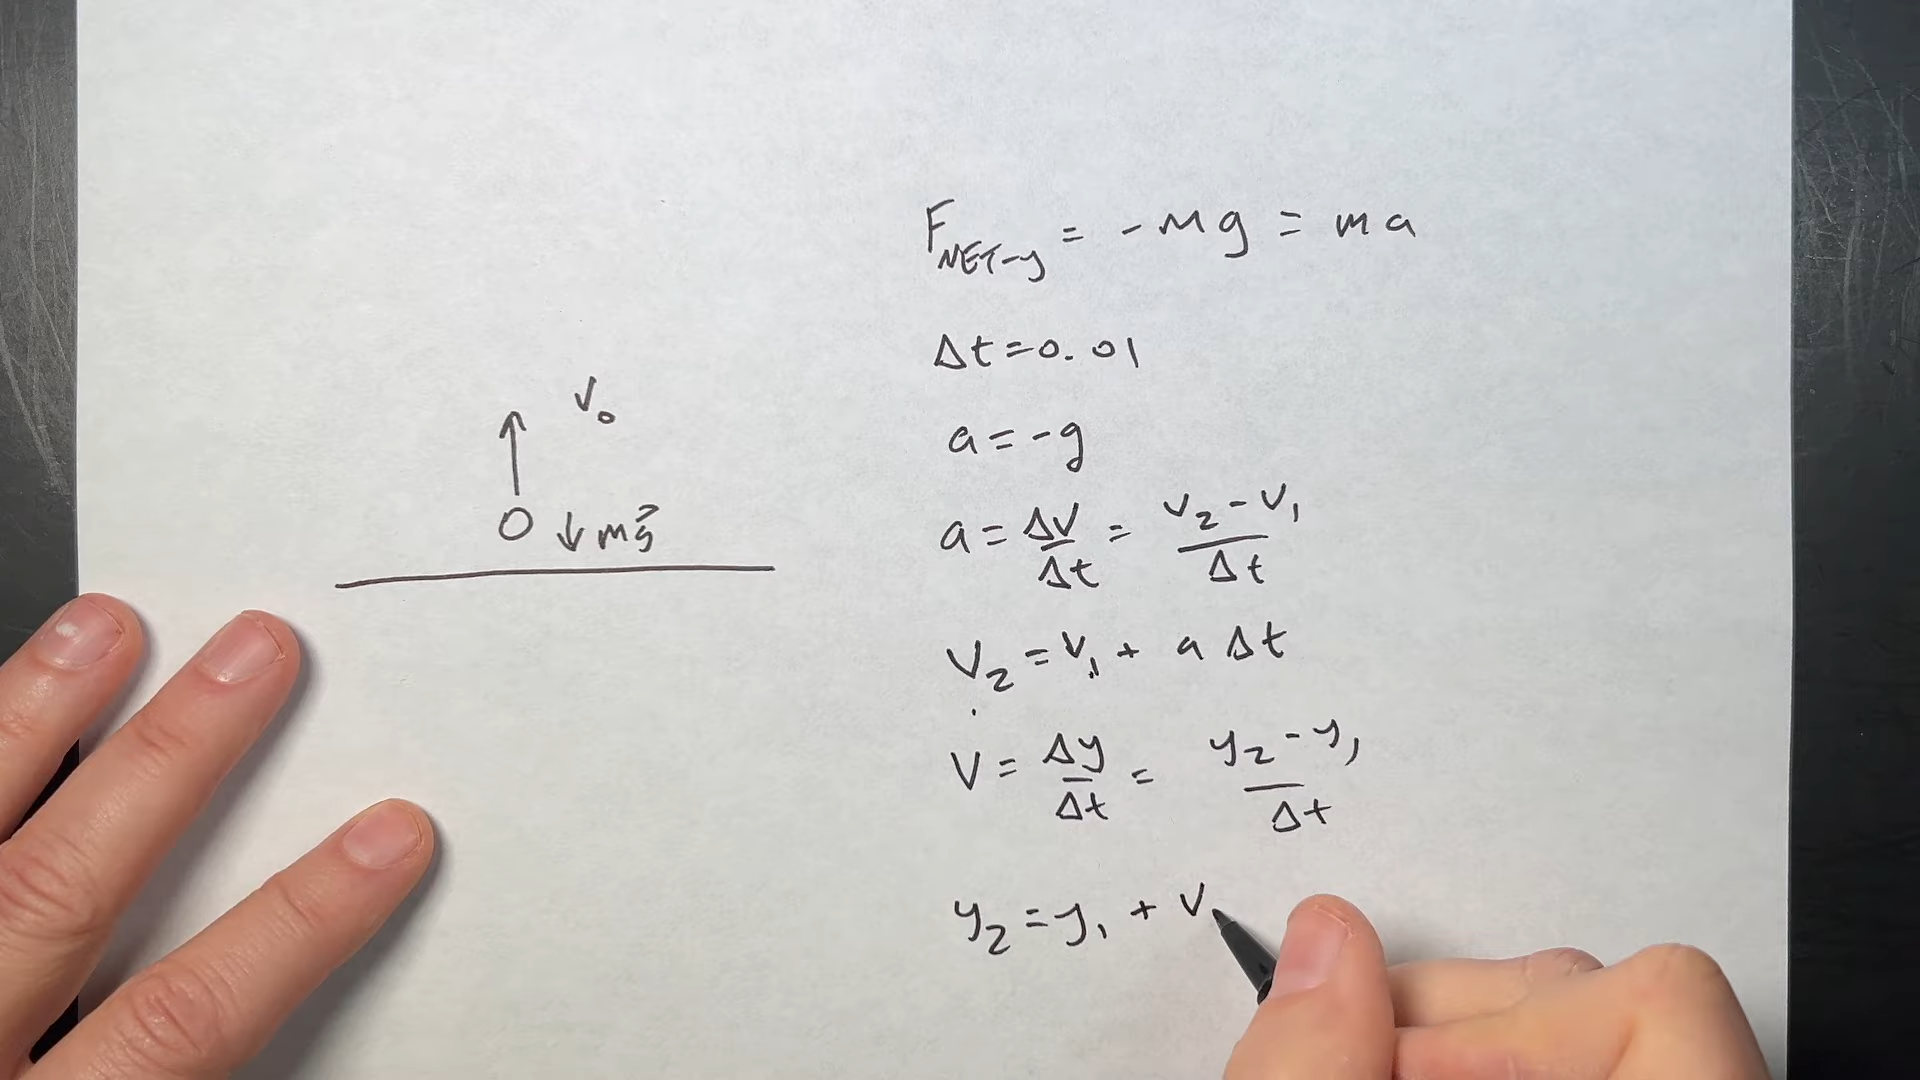 v₀
mg⃗
F_NET-y = -mg = ma
Δt=0.01
a=-g
a = Δv/Δt = (v₂-v₁)/Δt
v₂ = v₁ + a Δt
v = Δy/Δt = (y₂-y₁)/Δt
y₂ = y₁ + v